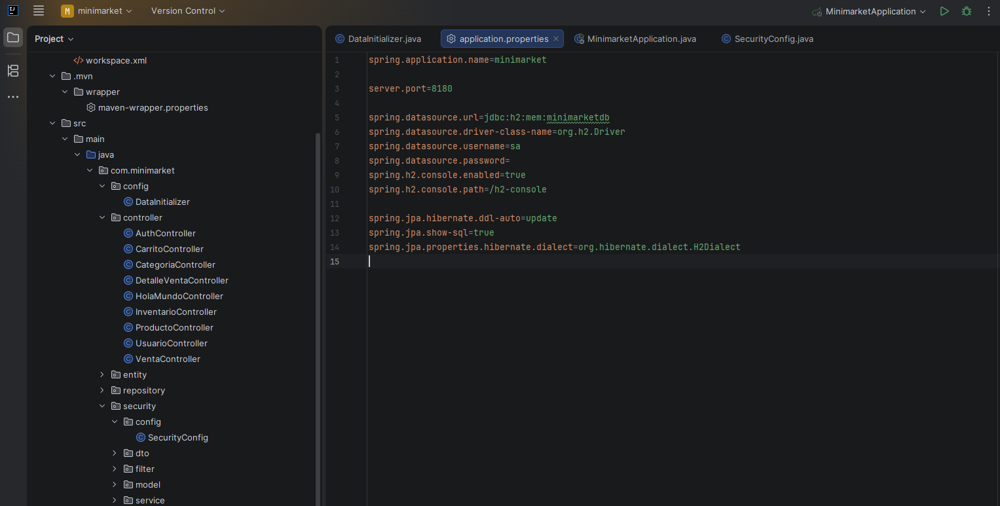 IJ
M minimarket
Version Control
MinimarketApplication
Project
workspace.xml
.mvn
wrapper
maven-wrapper.properties
src
main
java
com.minimarket
config
DataInitializer
controller
AuthController
CarritoController
CategoriaController
DetalleVentaController
HolaMundoController
InventarioController
ProductoController
UsuarioController
VentaController
entity
repository
security
config
SecurityConfig
dto
filter
model
service
DataInitializer.java
application.properties
MinimarketApplication.java
SecurityConfig.java
1 spring.application.name=minimarket
2
3 server.port=8180
4
5 spring.datasource.url=jdbc:h2:mem:minimarketdb
6 spring.datasource.driver-class-name=org.h2.Driver
7 spring.datasource.username=sa
8 spring.datasource.password=
9 spring.h2.console.enabled=true
10 spring.h2.console.path=/h2-console
11
12 spring.jpa.hibernate.ddl-auto=update
13 spring.jpa.show-sql=true
14 spring.jpa.properties.hibernate.dialect=org.hibernate.dialect.H2Dialect
15